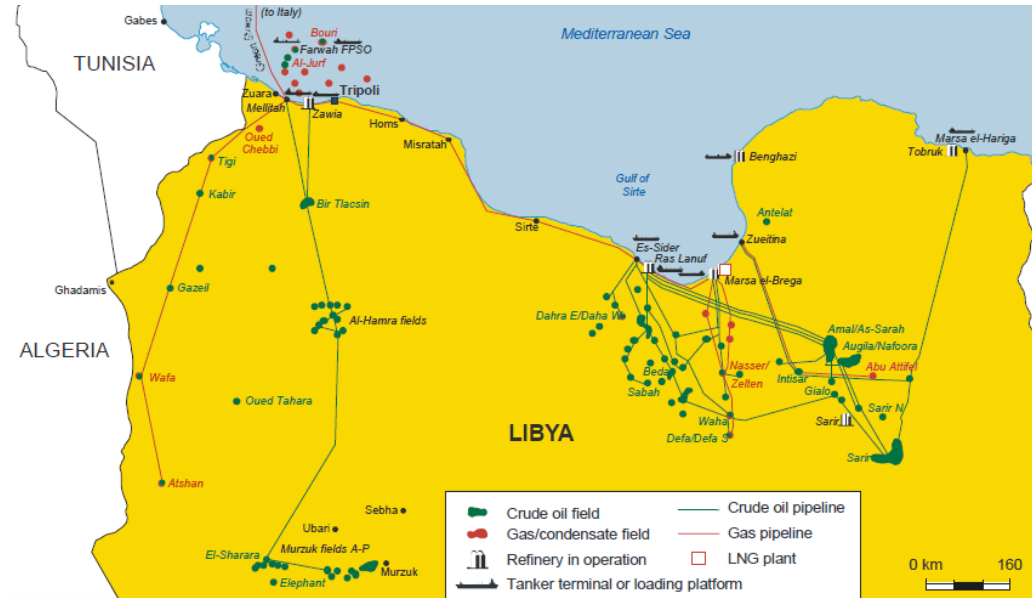 (to Italy)
Gabes
Bouri
Farwah FPSO
Mediterranean Sea
TUNISIA
Al-Jurf
Green Stream
Zuara
Tripoli
Mellitah
Zawia
Homs
Marsa el-Hariga
Oued
Chebbi
Misratah
Tobruk
Benghazi
Tigi
Gulf of
Sirte
Kabir
Bir Tlacsin
Antelat
Sirte
Zueitina
Es-Sider
Ras Lanuf
Ghadamis
Marsa el-Brega
Gazeil
Dahra E/Daha W
Al-Hamra fields
Amal/As-Sarah
ALGERIA
Augila/Nafoora
Nasser/
Zelten
Abu Attifel
Wafa
Beda
Intisar
Sabah
Gialo
Oued Tahara
Sarir N
Waha
Sarir
LIBYA
Defa/Defa S
Sarir
Atshan
Sebha
Ubari
El-Sharara
Murzuk fields A-P
Murzuk
Elephant
Crude oil field
Crude oil pipeline
Gas/condensate field
Gas pipeline
Refinery in operation
LNG plant
Tanker terminal or loading platform
0 km
160